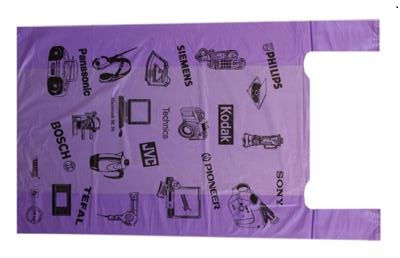 Panasonic
SIEMENS
PHILIPS
Technics
Kodak
BOSCH
JVC
PIONEER
SONY
TEFAL